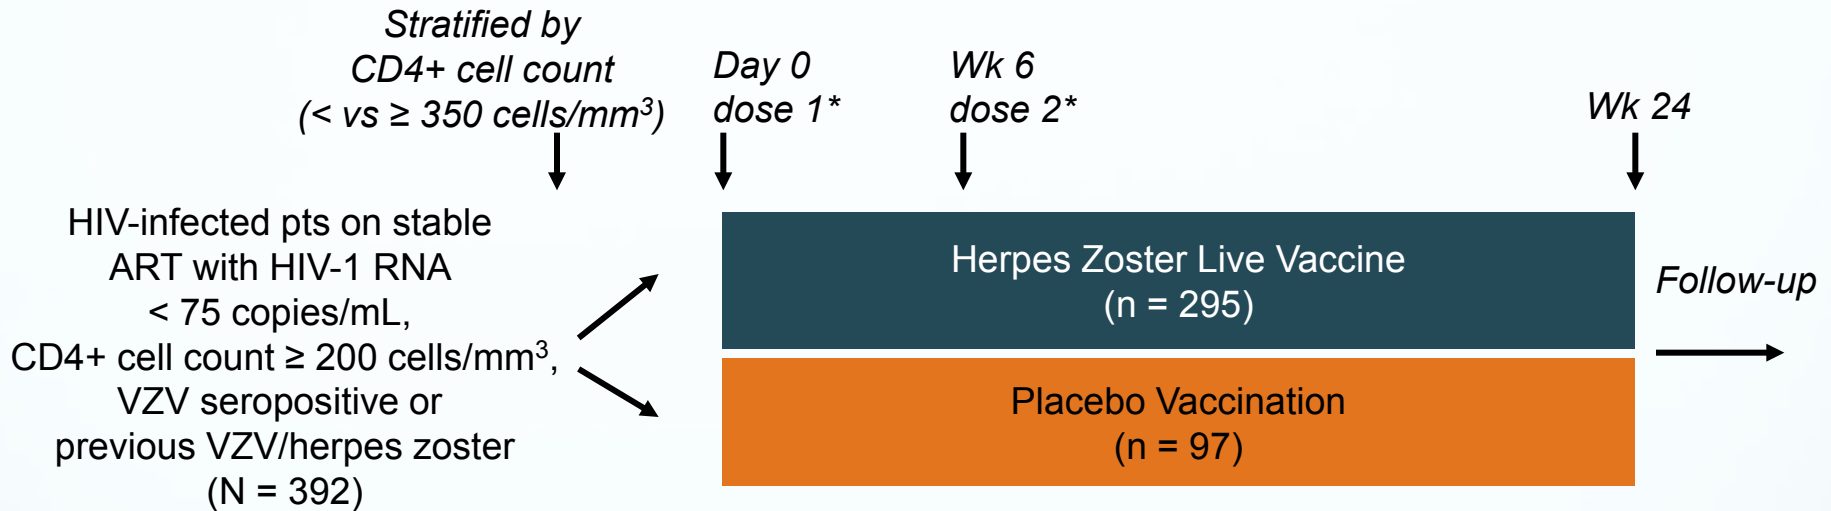 Stratified by
CD4+ cell count
(< vs ≥ 350 cells/mm³)
Day 0
dose 1*
Wk 6
dose 2*
Wk 24
HIV-infected pts on stable
ART with HIV-1 RNA
< 75 copies/mL,
CD4+ cell count ≥ 200 cells/mm³,
VZV seropositive or
previous VZV/herpes zoster
(N = 392)
Herpes Zoster Live Vaccine
(n = 295)
Placebo Vaccination
(n = 97)
Follow-up